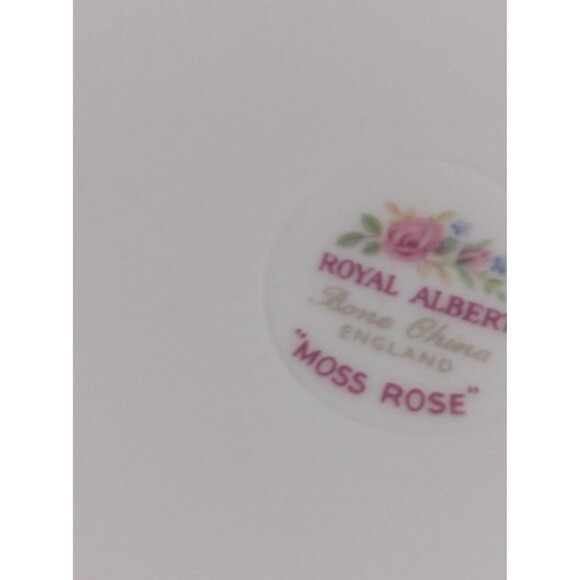 ROYAL ALBERT
Bone China
ENGLAND
"MOSS ROSE"